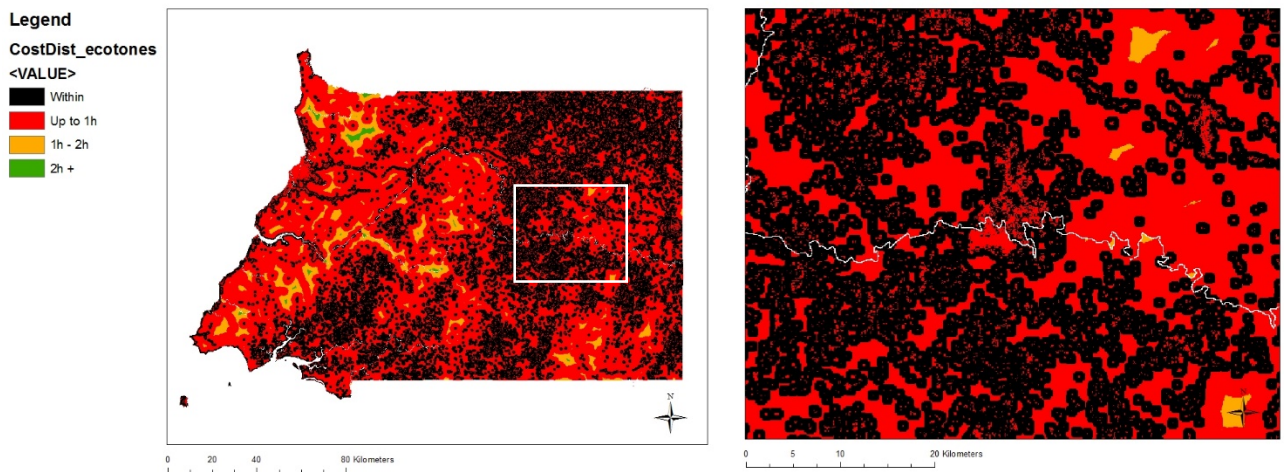 Legend
CostDist_ecotones
<VALUE>
Within
Up to 1h
1h - 2h
2h +
N
0 20 40 80 Kilometers
N
0 5 10 20 Kilometers